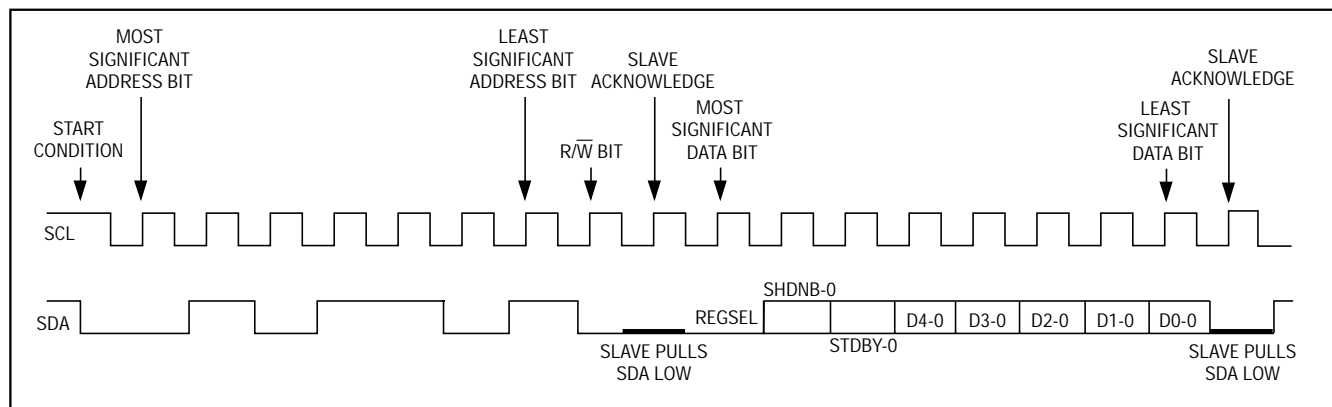 MOST
SIGNIFICANT
ADDRESS BIT
LEAST
SIGNIFICANT
ADDRESS BIT
SLAVE
ACKNOWLEDGE
SLAVE
ACKNOWLEDGE
START
CONDITION
R/W̅ BIT
MOST
SIGNIFICANT
DATA BIT
LEAST
SIGNIFICANT
DATA BIT
SCL
SDA
REGSEL
SHDNB-0
STDBY-0
D4-0
D3-0
D2-0
D1-0
D0-0
SLAVE PULLS
SDA LOW
SLAVE PULLS
SDA LOW